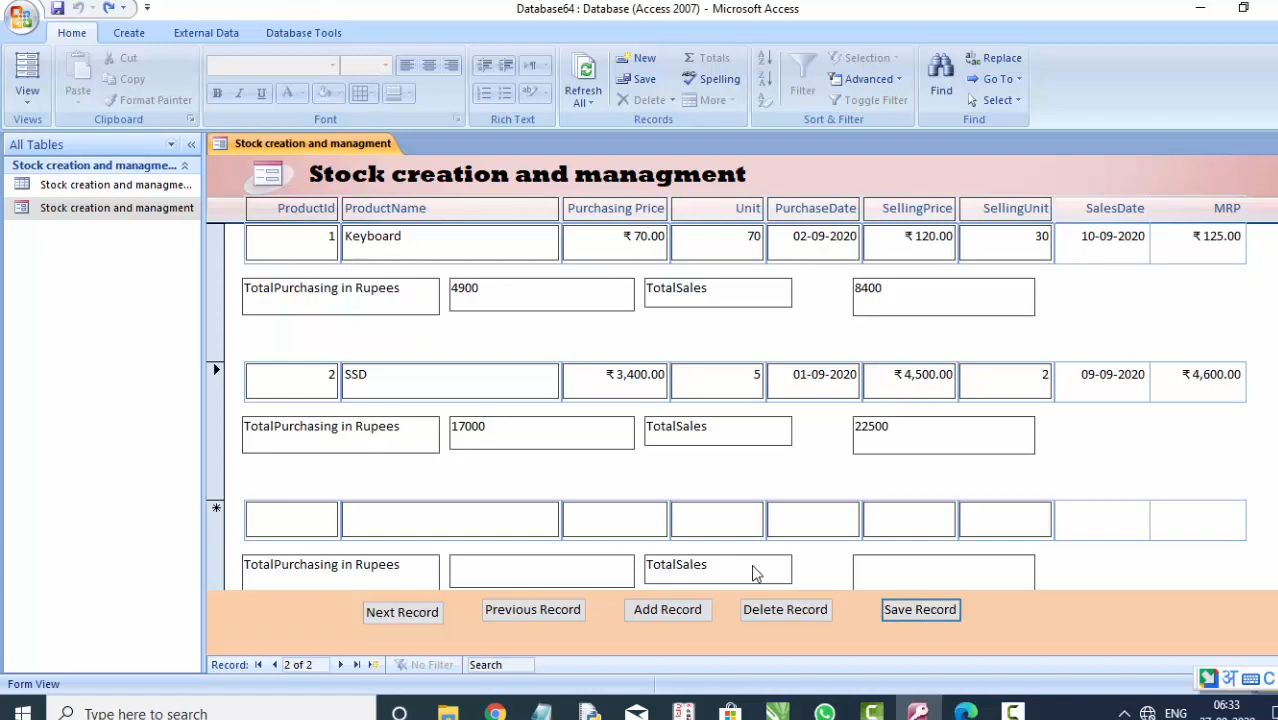 Database64 : Database (Access 2007) - Microsoft Access
Home Create External Data Database Tools
View
Views
Paste
Cut
Copy
Format Painter
Clipboard
B I U A
Font
Rich Text
Refresh
All
New
Save
Delete
Totals
Spelling
More
Records
Filter
Selection
Advanced
Toggle Filter
Sort & Filter
Find
Replace
Go To
Select
Find
All Tables
Stock creation and managme...
Stock creation and managme...
Stock creation and managment
Stock creation and managment
Stock creation and managment
ProductId ProductName Purchasing Price Unit PurchaseDate SellingPrice SellingUnit SalesDate MRP
1 Keyboard ₹ 70.00 70 02-09-2020 ₹ 120.00 30 10-09-2020 ₹ 125.00
TotalPurchasing in Rupees 4900 TotalSales 8400
2 SSD ₹ 3,400.00 5 01-09-2020 ₹ 4,500.00 2 09-09-2020 ₹ 4,600.00
TotalPurchasing in Rupees 17000 TotalSales 22500
TotalPurchasing in Rupees TotalSales
Next Record Previous Record Add Record Delete Record Save Record
Record: 2 of 2 No Filter Search
Form View
अ C
Type here to search
ENG
06:33